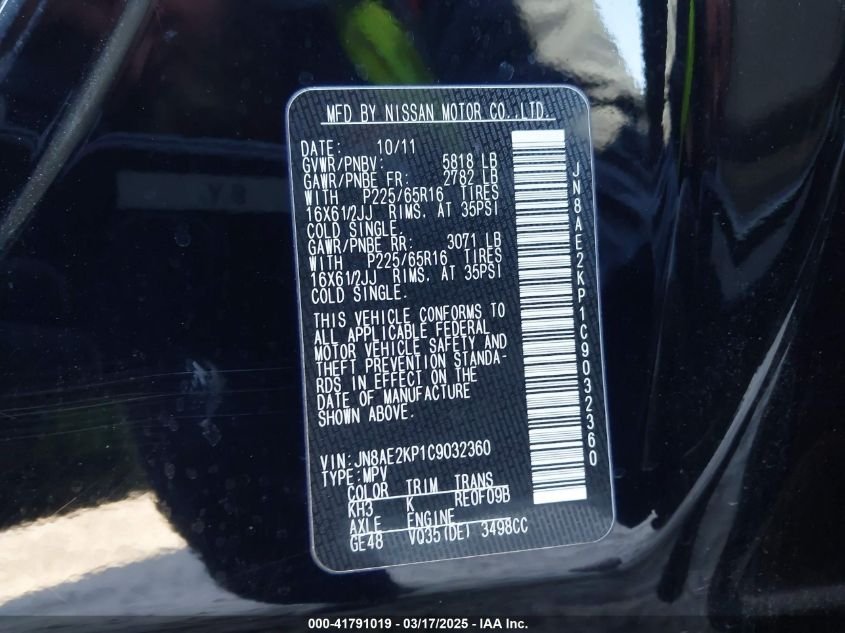 MFD BY NISSAN MOTOR CO.,LTD.
DATE: 10/11
GVWR/PNBV: 5818 LB
GAWR/PNBE FR: 2782 LB
WITH P225/65R16 TIRES
16X61/2JJ RIMS. AT 35PSI
COLD SINGLE.
GAWR/PNBE RR: 3071 LB
WITH P225/65R16 TIRES
16X61/2JJ RIMS. AT 35PSI
COLD SINGLE.
THIS VEHICLE CONFORMS TO
ALL APPLICABLE FEDERAL
MOTOR VEHICLE SAFETY AND
THEFT PREVENTION STANDA-
RDS IN EFFECT ON THE
DATE OF MANUFACTURE
SHOWN ABOVE.
VIN:JN8AE2KP1C9032360
TYPE:MPV
COLOR TRIM TRANS
KH3 K RE0F09B
AXLE ENGINE
GE48 VQ35(DE) 3498CC
JN8AE2KP1C9032360
000-41791019 - 03/17/2025 - IAA Inc.